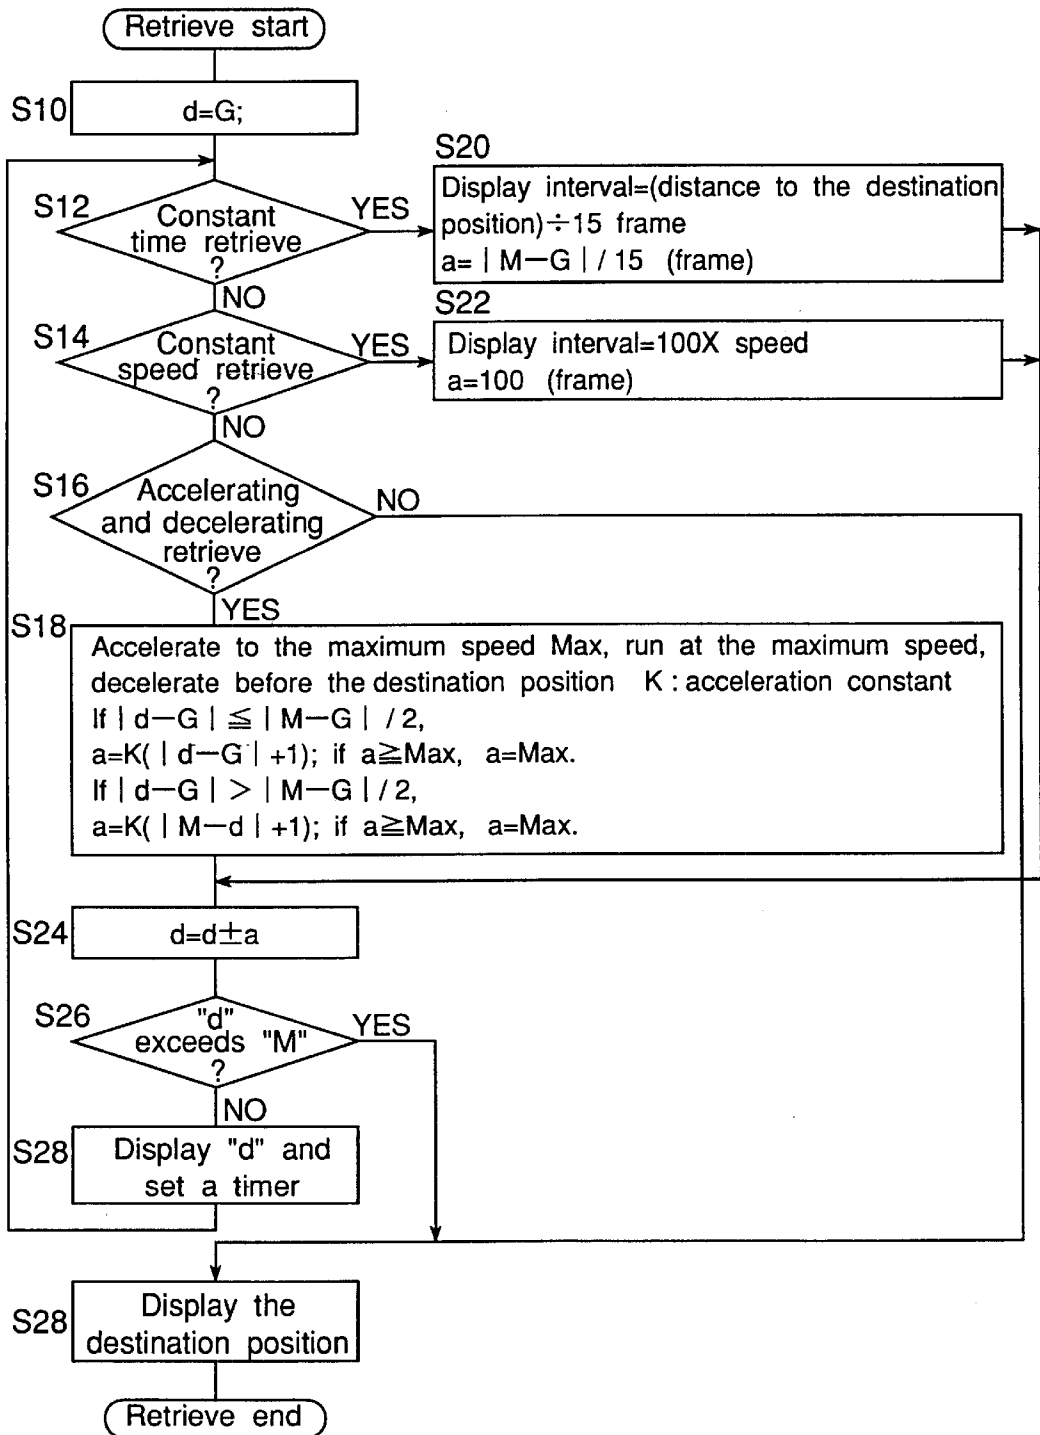 Retrieve start
S10
d=G;
S12
Constant
time retrieve
?
YES
NO
S20
Display interval=(distance to the destination
position)÷15 frame
a=|M−G|/15 (frame)
S14
Constant
speed retrieve
?
YES
NO
S22
Display interval=100X speed
a=100 (frame)
S16
Accelerating
and decelerating
retrieve
?
NO
YES
S18
Accelerate to the maximum speed Max, run at the maximum speed,
decelerate before the destination position K : acceleration constant
If|d−G|≦|M−G|/2,
a=K(|d−G|+1); if a≧Max, a=Max.
If|d−G|>|M−G|/2,
a=K(|M−d|+1); if a≧Max, a=Max.
S24
d=d±a
S26
"d"
exceeds "M"
?
YES
NO
S28
Display "d" and
set a timer
S28
Display the
destination position
Retrieve end